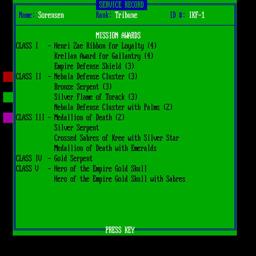 SERVICE RECORD
Name: Sorensen Rank: Tribune ID #: IKF-1
MISSION AWARDS
CLASS I - Henri Zae Ribbon for Loyalty (4)
Krellan Award for Gallantry (4)
Empire Defense Shield (3)
CLASS II - Nebula Defense Cluster (3)
Bronze Serpent (3)
Silver Flame of Torack (3)
Nebula Defense Cluster with Palms (2)
CLASS III - Medallion of Death (2)
Silver Serpent
Crossed Sabres of Kree with Silver Star
Medallion of Death with Emeralds
CLASS IV - Gold Serpent
CLASS V - Hero of the Empire Gold Skull
Hero of the Empire Gold Skull with Sabres
PRESS KEY